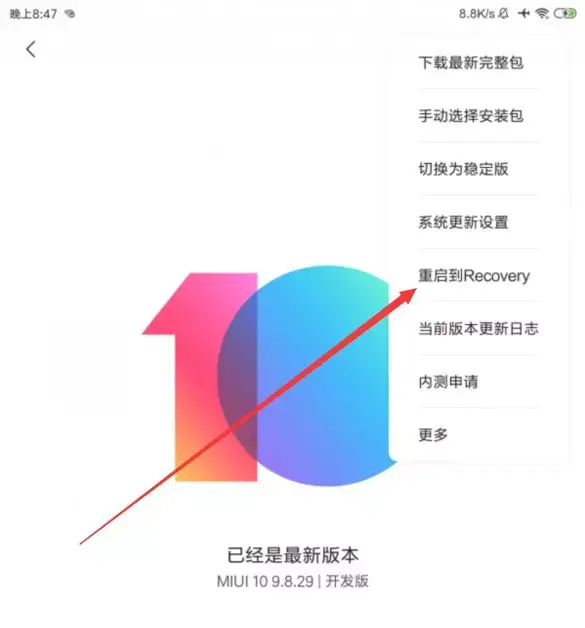 晚上8:47
8.8K/s
下载最新完整包
手动选择安装包
切换为稳定版
系统更新设置
重启到Recovery
当前版本更新日志
内测申请
更多
10
已经是最新版本
MIUI 10 9.8.29 | 开发版